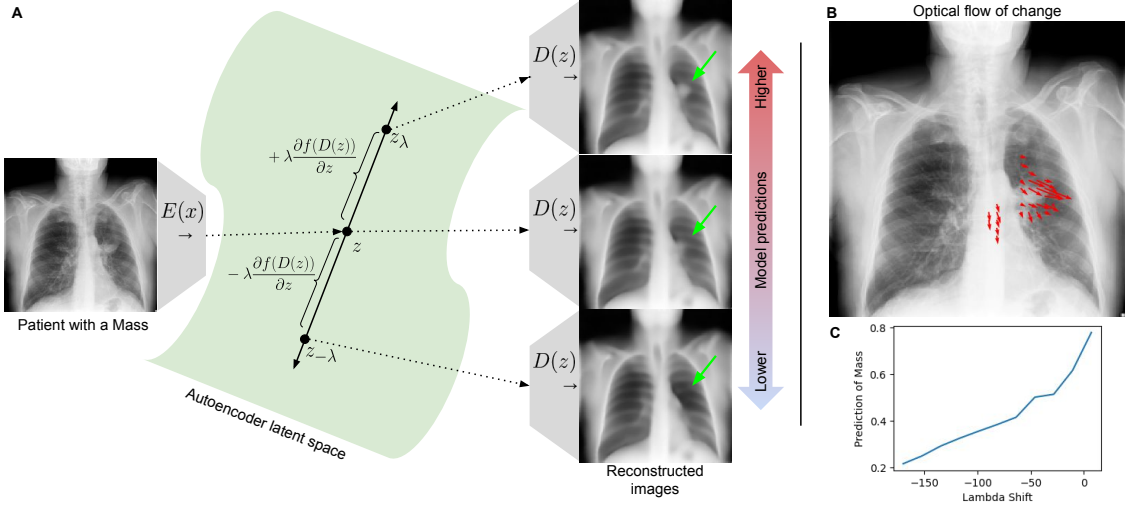 A
Patient with a Mass
E(x)
→
+ λ ∂f(D(z))/∂z
− λ ∂f(D(z))/∂z
z_λ
z
z_{−λ}
Autoencoder latent space
D(z)
→
D(z)
→
D(z)
→
Reconstructed
images
Higher
Model predictions
Lower
B
Optical flow of change
C
Prediction of Mass
0.8
0.6
0.4
0.2
−150
−100
−50
0
Lambda Shift